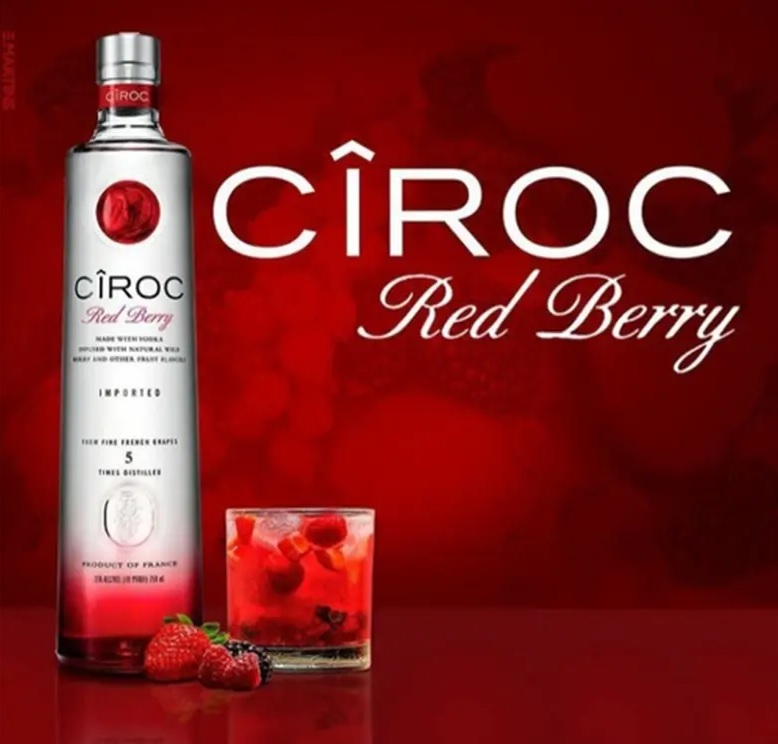 CÎROC
CÎROC
Red Berry
CÎROC
Red Berry
MADE WITH VODKA
INFUSED WITH NATURAL WILD
BERRY AND OTHER FRUIT FLAVORS
IMPORTED
FROM FINE FRENCH GRAPES
5
TIMES DISTILLED
PRODUCT OF FRANCE